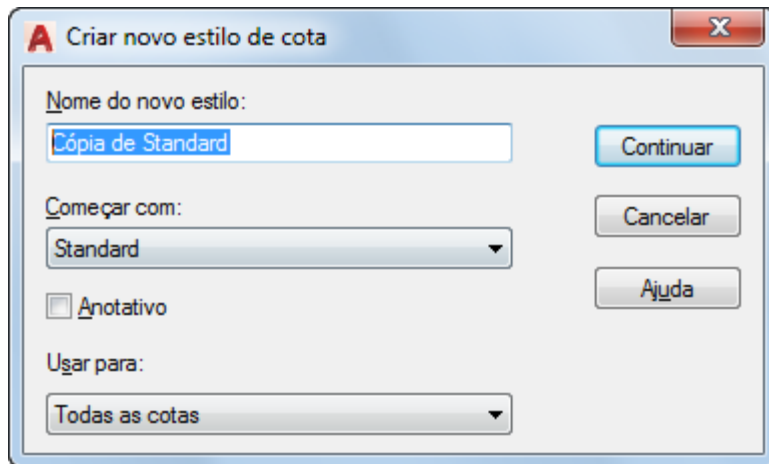 Criar novo estilo de cota
Nome do novo estilo:
Cópia de Standard
Continuar
Começar com:
Cancelar
Standard
Ajuda
Anotativo
Usar para:
Todas as cotas